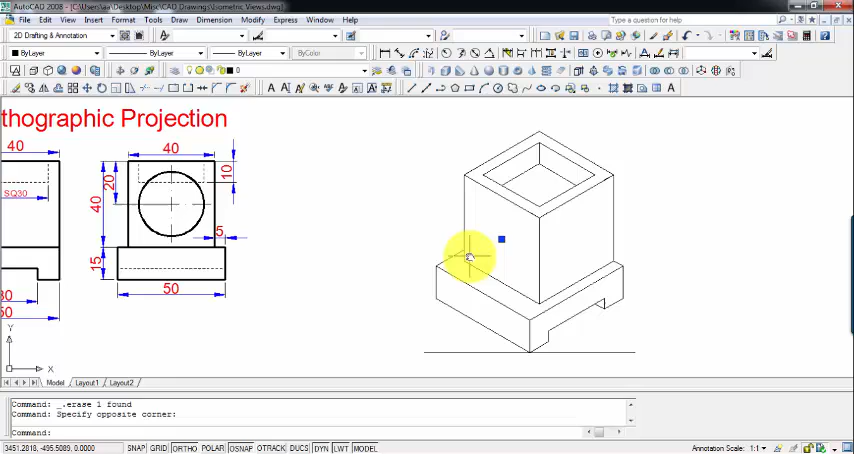 AutoCAD 2008 - [C:\Users\aa\Desktop\Misc\CAD Drawings\Isometric Views.dwg]
File Edit View Insert Format Tools Draw Dimension Modify Express Window Help
Type a question for help
2D Drafting & Annotation
ByLayer
ByLayer
ByLayer
ByColor
0
thographic Projection
40
40
SQ30
40
20
10
5
15
30
50
50
Y
X
Model Layout1 Layout2
Command: _.erase 1 found
Command: Specify opposite corner:
Command:
3451.2818, -495.5089, 0.0000
SNAP GRID ORTHO POLAR OSNAP OTRACK DUCS DYN LWT MODEL
Annotation Scale: 1:1